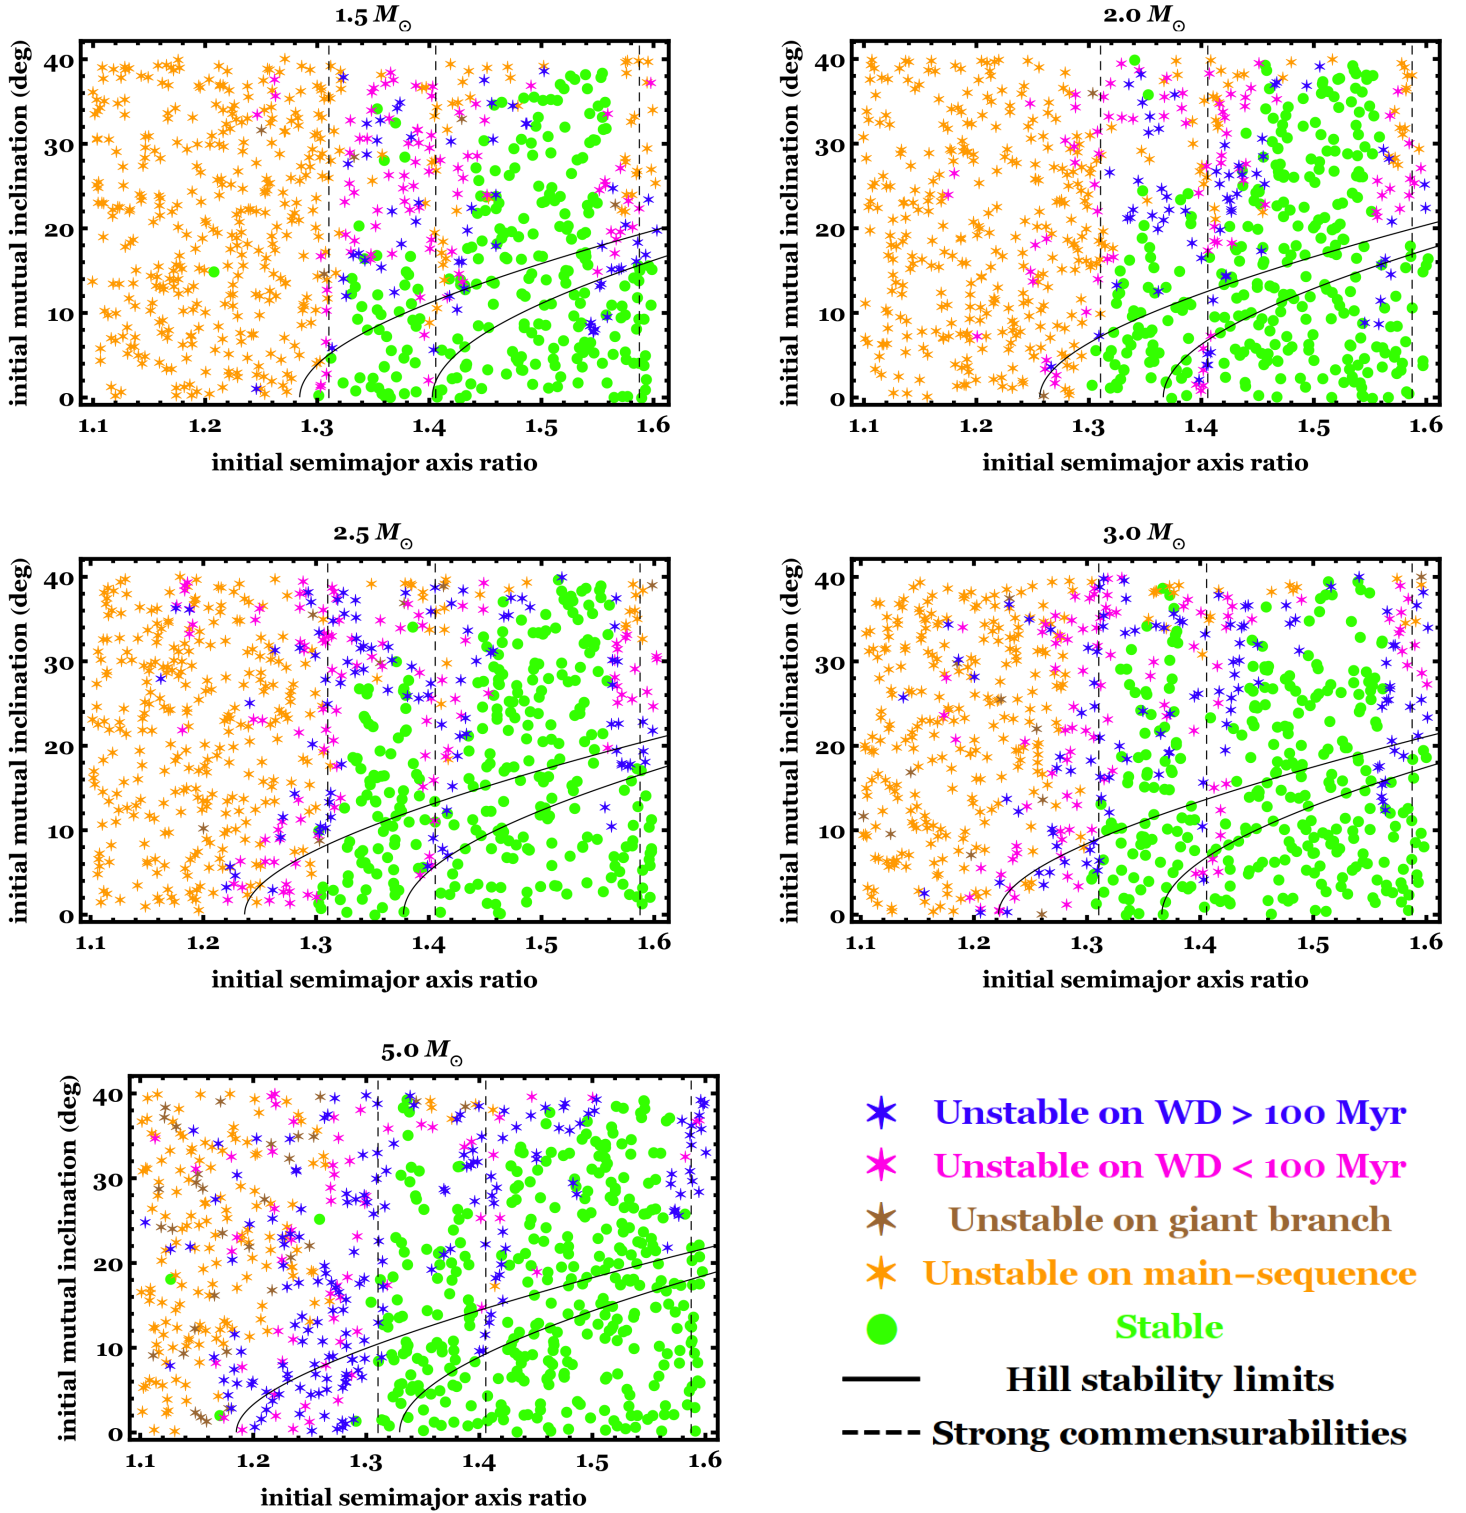 1.5 M⊙
initial mutual inclination (deg)
40
30
20
10
0
1.1 1.2 1.3 1.4 1.5 1.6
initial semimajor axis ratio
2.0 M⊙
initial mutual inclination (deg)
40
30
20
10
0
1.1 1.2 1.3 1.4 1.5 1.6
initial semimajor axis ratio
2.5 M⊙
initial mutual inclination (deg)
40
30
20
10
0
1.1 1.2 1.3 1.4 1.5 1.6
initial semimajor axis ratio
3.0 M⊙
initial mutual inclination (deg)
40
30
20
10
0
1.1 1.2 1.3 1.4 1.5 1.6
initial semimajor axis ratio
5.0 M⊙
initial mutual inclination (deg)
40
30
20
10
0
1.1 1.2 1.3 1.4 1.5 1.6
initial semimajor axis ratio
Unstable on WD > 100 Myr
Unstable on WD < 100 Myr
Unstable on giant branch
Unstable on main−sequence
Stable
Hill stability limits
Strong commensurabilities